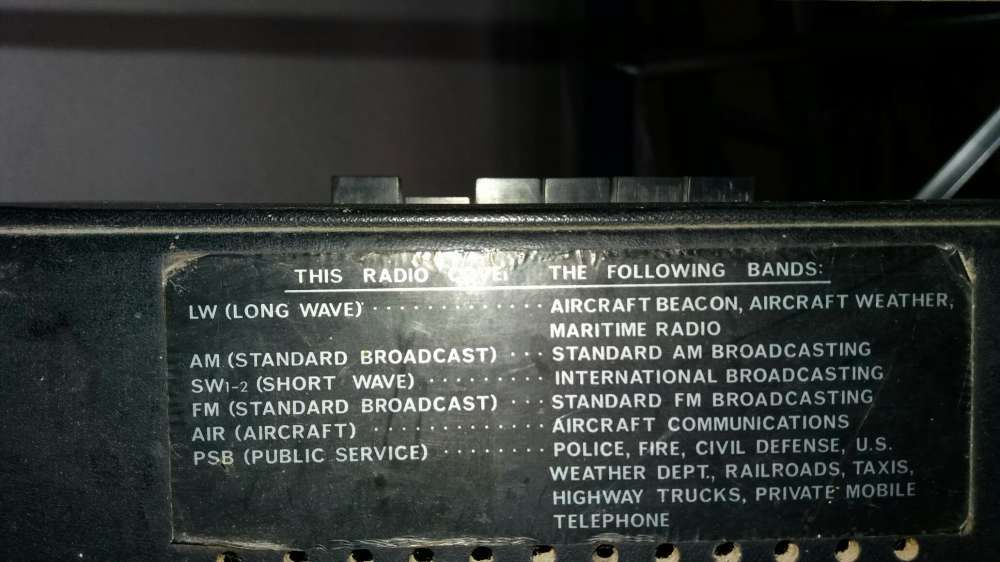 THIS RADIO THE FOLLOWING BANDS:
LW (LONG WAVE) ............ AIRCRAFT BEACON, AIRCRAFT WEATHER,
MARITIME RADIO
AM (STANDARD BROADCAST) ... STANDARD AM BROADCASTING
SW1-2 (SHORT WAVE) ......... INTERNATIONAL BROADCASTING
FM (STANDARD BROADCAST) ... STANDARD FM BROADCASTING
AIR (AIRCRAFT) ............ AIRCRAFT COMMUNICATIONS
PSB (PUBLIC SERVICE) ........ POLICE, FIRE, CIVIL DEFENSE, U.S.
WEATHER DEPT., RAILROADS, TAXIS,
HIGHWAY TRUCKS, PRIVATE MOBILE
TELEPHONE